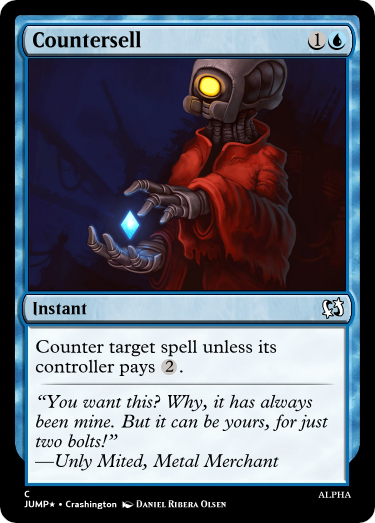 Countersell 1
Instant
Counter target spell unless its
controller pays 2.
“You want this? Why, it has always
been mine. But it can be yours, for just
two bolts!”
—Unly Mited, Metal Merchant
C ALPHA
JUMP★ • Crashington Daniel Ribera Olsen